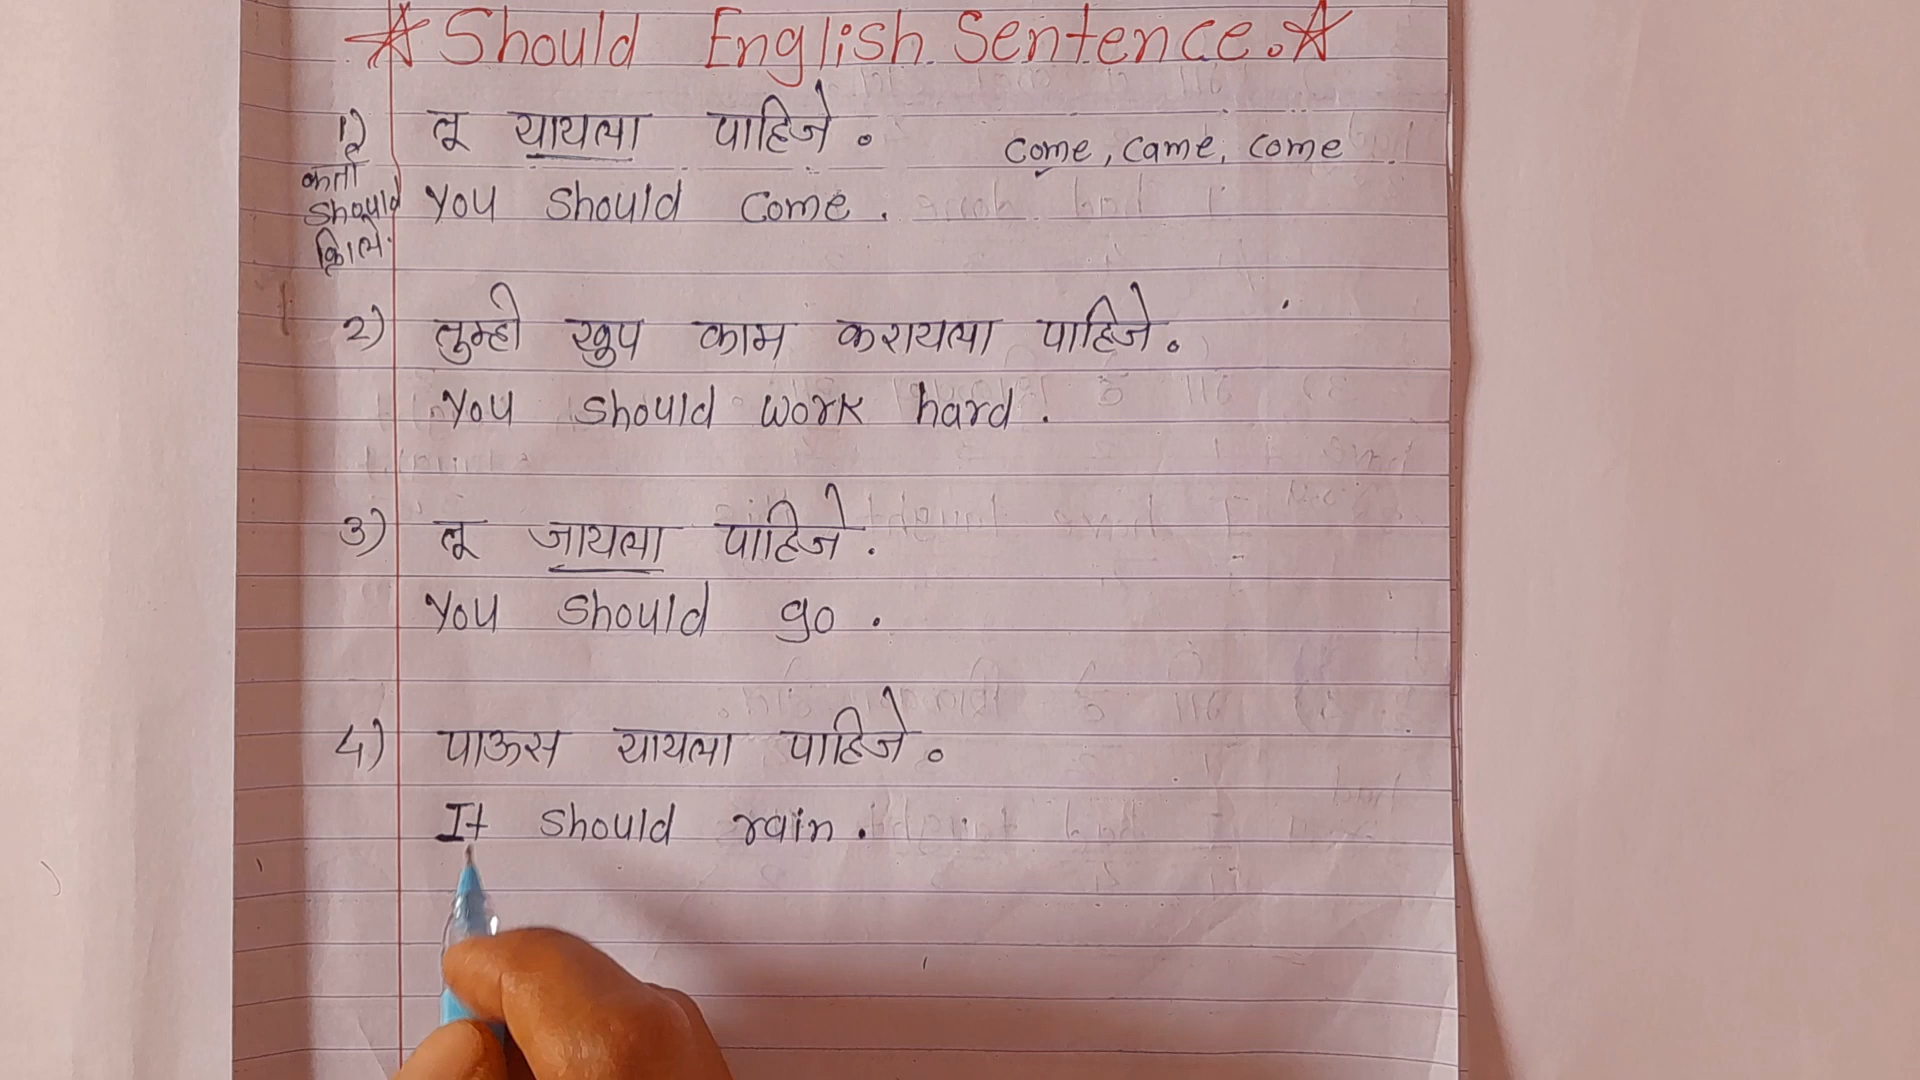 ☆ Should English Sentence. ☆
1) तू यायला पाहिजे. come, came, come
कर्ता
should
You should come.
2) तुम्ही खुप काम करायला पाहिजे.
You should work hard.
3) तू जायला पाहिजे.
You should go.
4) पाऊस यायला पाहिजे.
It should rain.